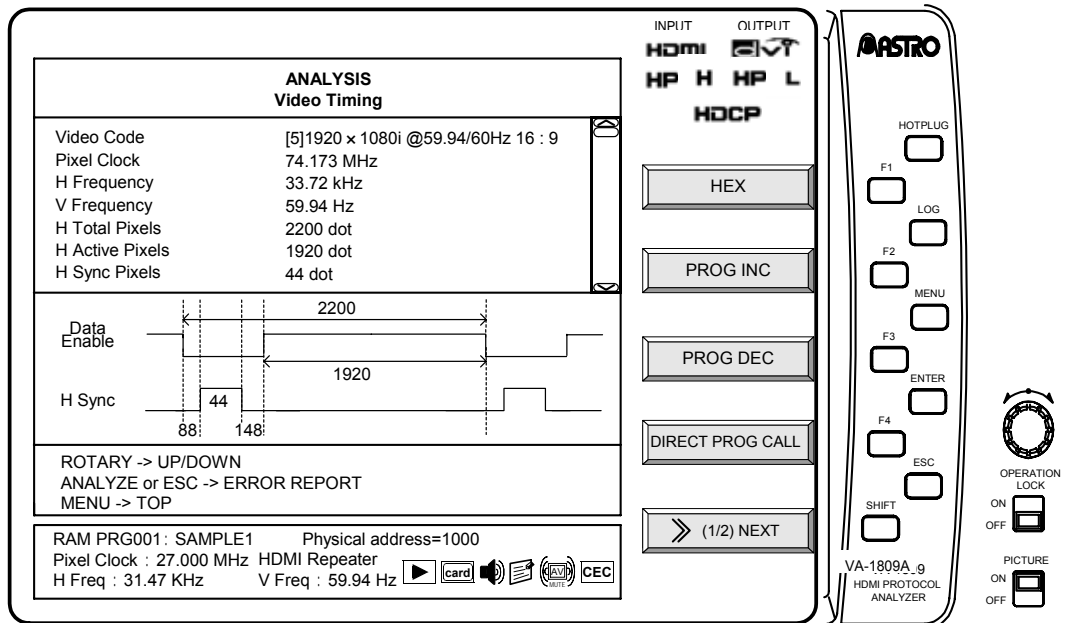 INPUT OUTPUT
HDMI DVI
HP H HP L
HDCP
ASTRO
ANALYSIS
Video Timing
Video Code [5]1920 × 1080i @59.94/60Hz 16 : 9
Pixel Clock 74.173 MHz
H Frequency 33.72 kHz
V Frequency 59.94 Hz
H Total Pixels 2200 dot
H Active Pixels 1920 dot
H Sync Pixels 44 dot
Data
Enable
2200
1920
H Sync
44
88 148
ROTARY -> UP/DOWN
ANALYZE or ESC -> ERROR REPORT
MENU -> TOP
RAM PRG001 : SAMPLE1 Physical address=1000
Pixel Clock : 27.000 MHz HDMI Repeater
H Freq : 31.47 KHz V Freq : 59.94 Hz
card
AV
MUTE
CEC
HEX
PROG INC
PROG DEC
DIRECT PROG CALL
(1/2) NEXT
HOTPLUG
F1
LOG
F2
MENU
F3
ENTER
F4
ESC
SHIFT
VA-1809A
HDMI PROTOCOL
ANALYZER
OPERATION
LOCK
ON
OFF
PICTURE
ON
OFF